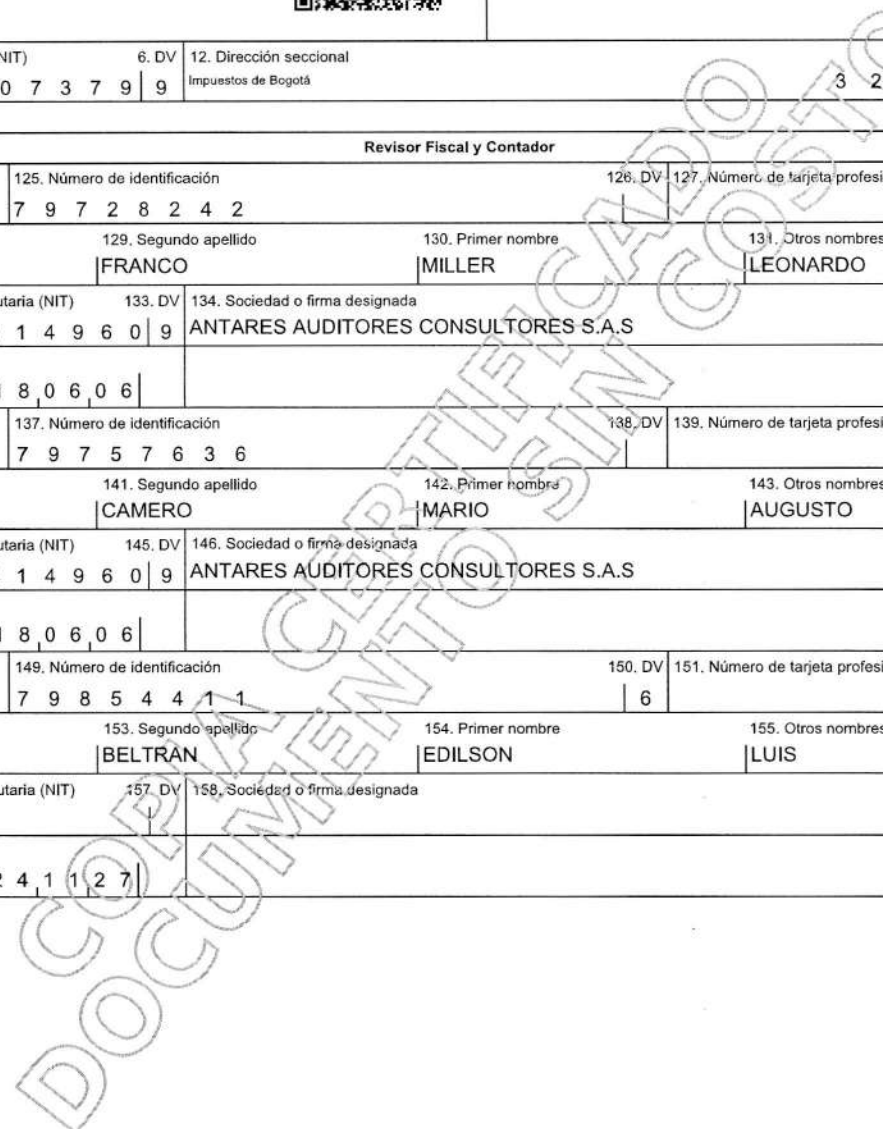 NIT) 6. DV 12. Dirección seccional
0 7 3 7 9 9 Impuestos de Bogotá 3 2
Revisor Fiscal y Contador
125. Número de identificación 126. DV 127. Número de tarjeta profesi
7 9 7 2 8 2 4 2
129. Segundo apellido 130. Primer nombre 131. Otros nombres
FRANCO MILLER LEONARDO
utaria (NIT) 133. DV 134. Sociedad o firma designada
1 4 9 6 0 9 ANTARES AUDITORES CONSULTORES S.A.S
8 0 6 0 6
137. Número de identificación 138. DV 139. Número de tarjeta profesi
7 9 7 5 7 6 3 6
141. Segundo apellido 142. Primer nombre 143. Otros nombres
CAMERO MARIO AUGUSTO
utaria (NIT) 145. DV 146. Sociedad o firma designada
1 4 9 6 0 9 ANTARES AUDITORES CONSULTORES S.A.S
8 0 6 0 6
149. Número de identificación 150. DV 151. Número de tarjeta profesi
7 9 8 5 4 4 1 1 6
153. Segundo apellido 154. Primer nombre 155. Otros nombres
BELTRAN EDILSON LUIS
utaria (NIT) 157. DV 158. Sociedad o firma designada
2 4 1 1 2 7
COPIA CERTIFICADO
DOCUMENTO SIN COSTO